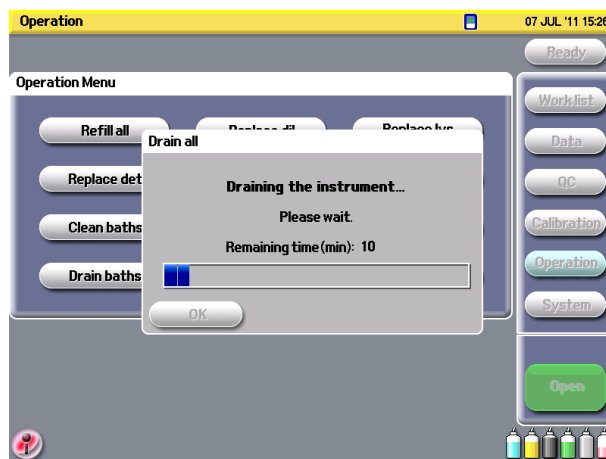 Operation
07 JUL '11 15:26
Ready
Operation Menu
Worklist
Data
QC
Calibration
Operation
System
Open
Refill all
Replace det
Clean baths
Drain baths
Drain all
Draining the instrument...
Please wait.
Remaining time(min): 10
OK